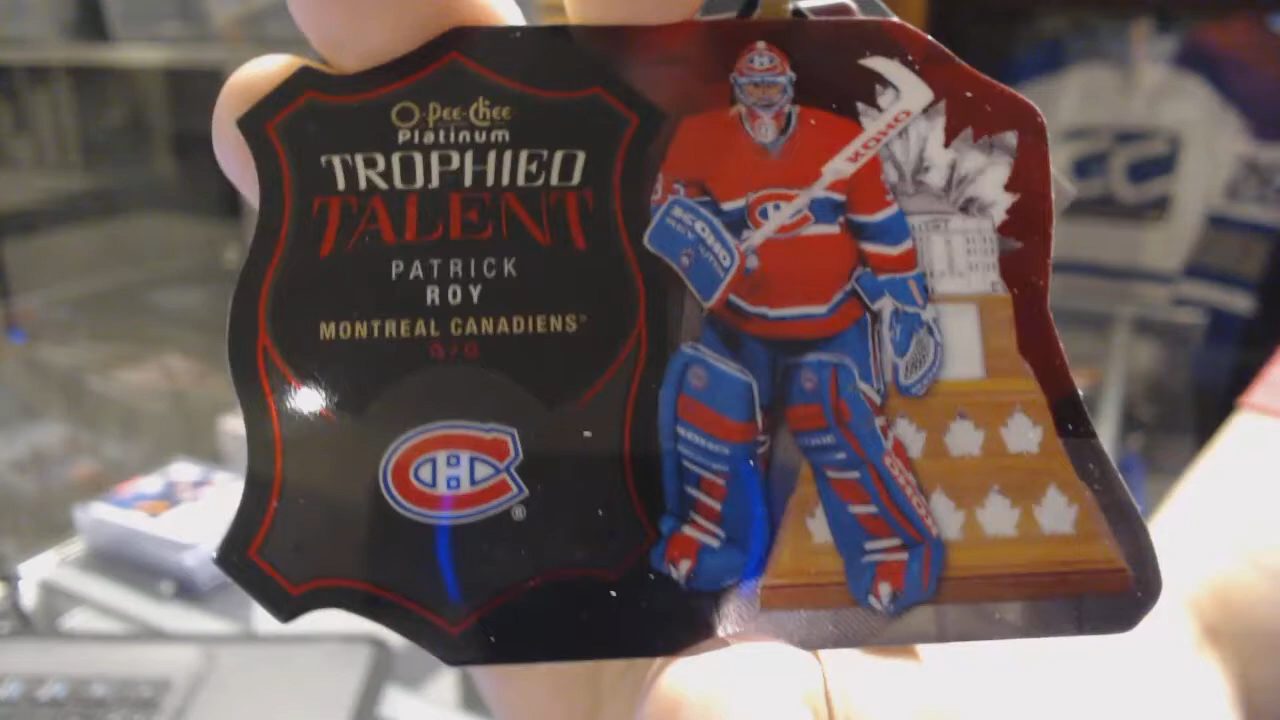 O-Pee-Chee
Platinum
TROPHIED
TALENT
PATRICK
ROY
MONTREAL CANADIENS®
KOHO
KOHO
®